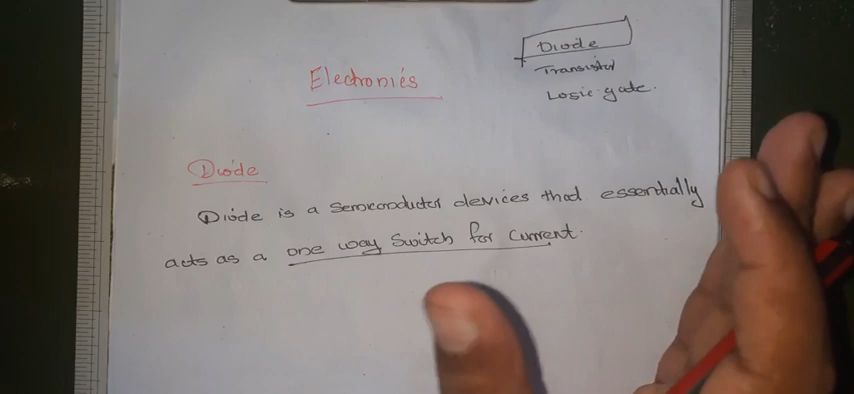 Diode
Transistor
Logic gate.
Electronics
Diode
Diode is a Semiconductor devices that essentially
acts as a one way switch for current.